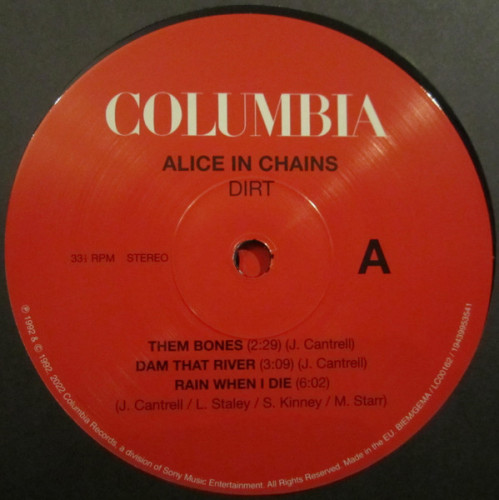 COLUMBIA
ALICE IN CHAINS
DIRT
33⅓ RPM STEREO
A
THEM BONES (2:29) (J. Cantrell)
DAM THAT RIVER (3:09) (J. Cantrell)
RAIN WHEN I DIE (6:02)
(J. Cantrell / L. Staley / S. Kinney / M. Starr)
℗ 1992 & © 1992, 2022 Columbia Records, a division of Sony Music Entertainment. All Rights Reserved. Made in the EU. BIEM/GEMA / LC00162 / 19439953541